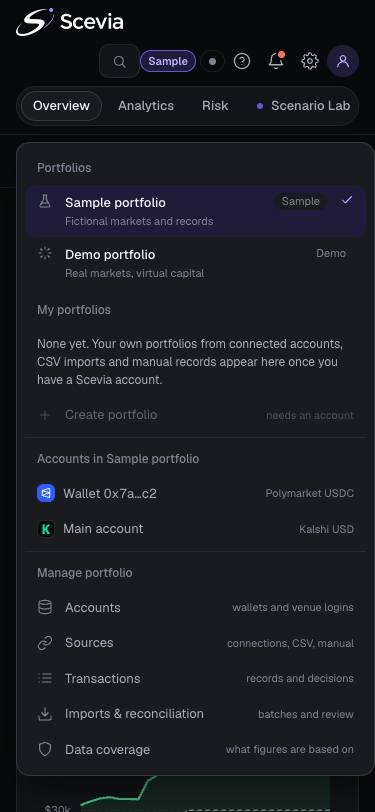 Scevia
Sample
Overview
Analytics
Risk
Scenario Lab
Portfolios
Sample portfolio
Sample
Fictional markets and records
Demo portfolio
Demo
Real markets, virtual capital
My portfolios
None yet. Your own portfolios from connected accounts,
CSV imports and manual records appear here once you
have a Scevia account.
Create portfolio
needs an account
Accounts in Sample portfolio
Wallet 0x7a…c2
Polymarket USDC
Main account
Kalshi USD
Manage portfolio
Accounts
wallets and venue logins
Sources
connections, CSV, manual
Transactions
records and decisions
Imports & reconciliation
batches and review
Data coverage
what figures are based on
$30k